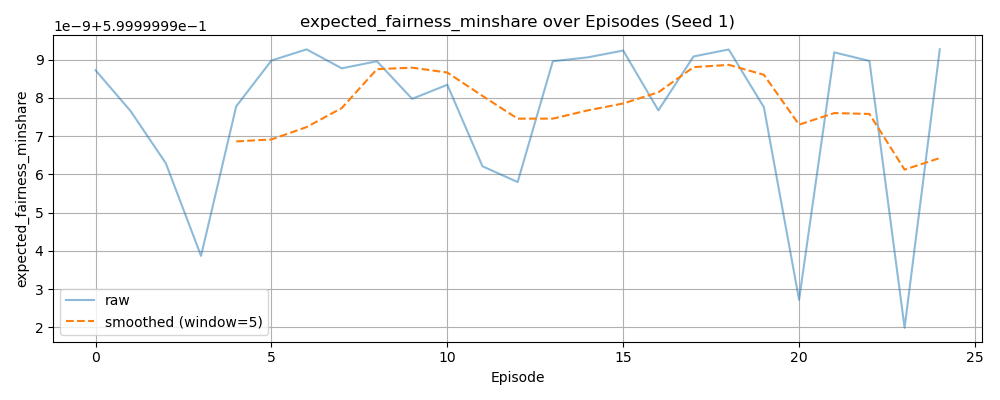 expected_fairness_minshare over Episodes (Seed 1)
1e−9+5.9999999e−1
9
8
7
6
5
4
3
2
expected_fairness_minshare
raw
smoothed (window=5)
0 5 10 15 20 25
Episode